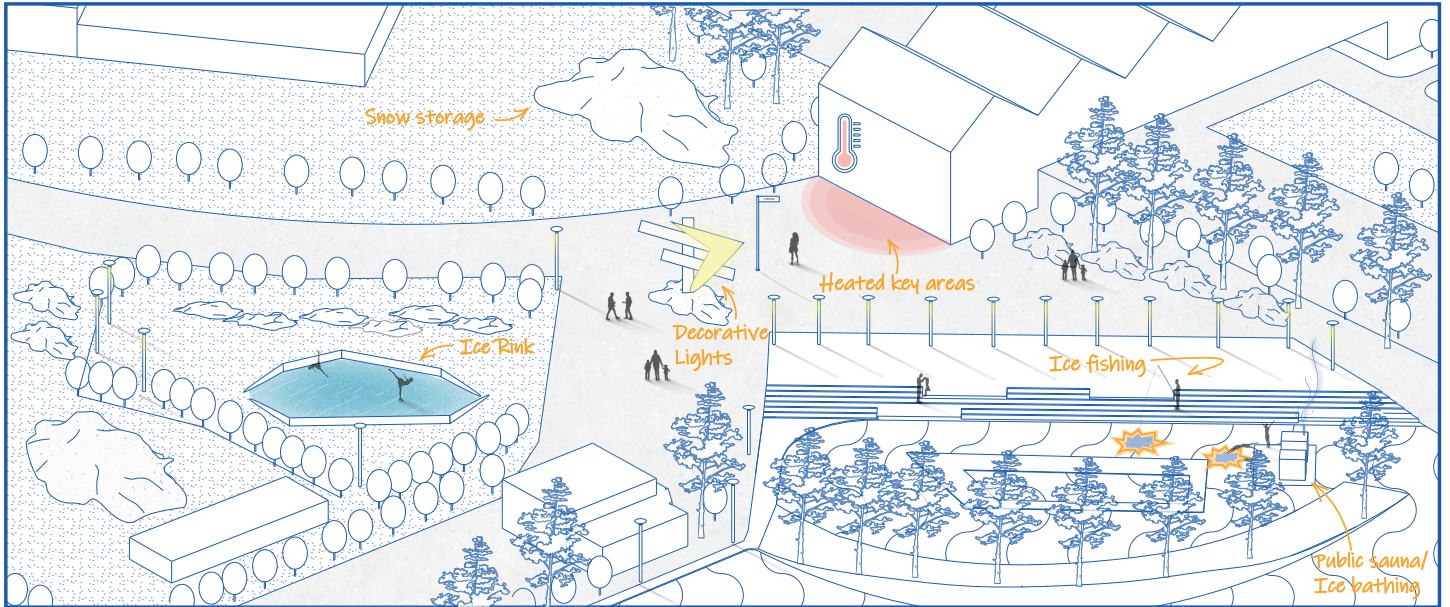 Snow storage
Heated key areas
Decorative
Lights
Ice Rink
Ice fishing
Public sauna/
Ice bathing